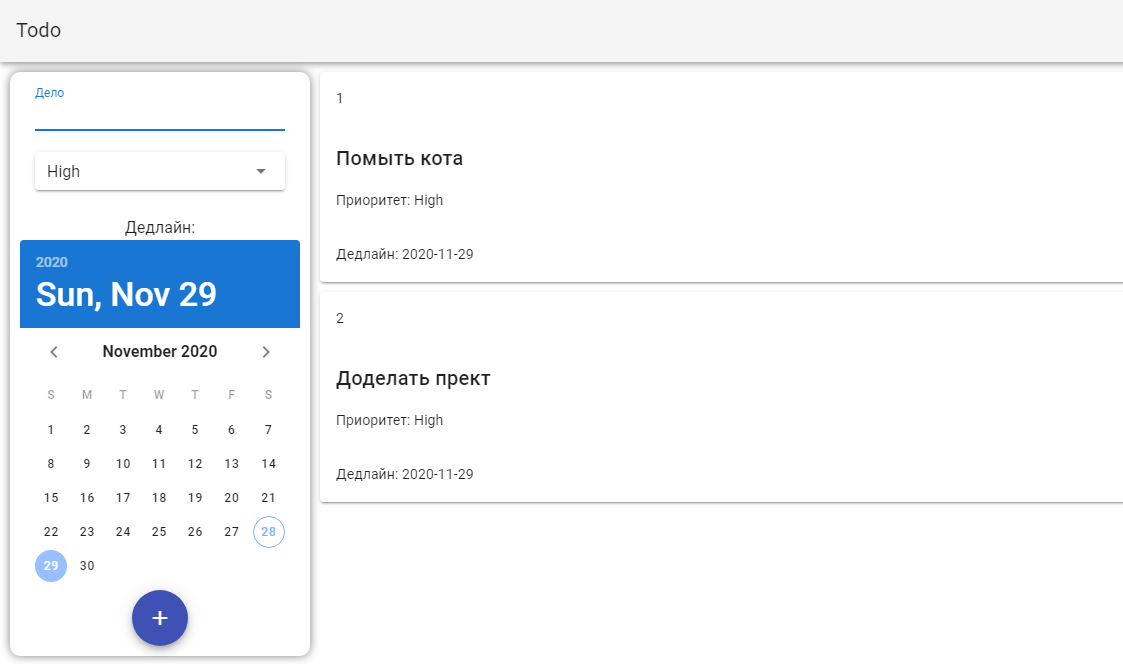 Todo
Дело
High
Дедлайн:
2020
Sun, Nov 29
November 2020
S M T W T F S
1 2 3 4 5 6 7
8 9 10 11 12 13 14
15 16 17 18 19 20 21
22 23 24 25 26 27 28
29 30
+
1
Помыть кота
Приоритет: High
Дедлайн: 2020-11-29
2
Доделать прект
Приоритет: High
Дедлайн: 2020-11-29